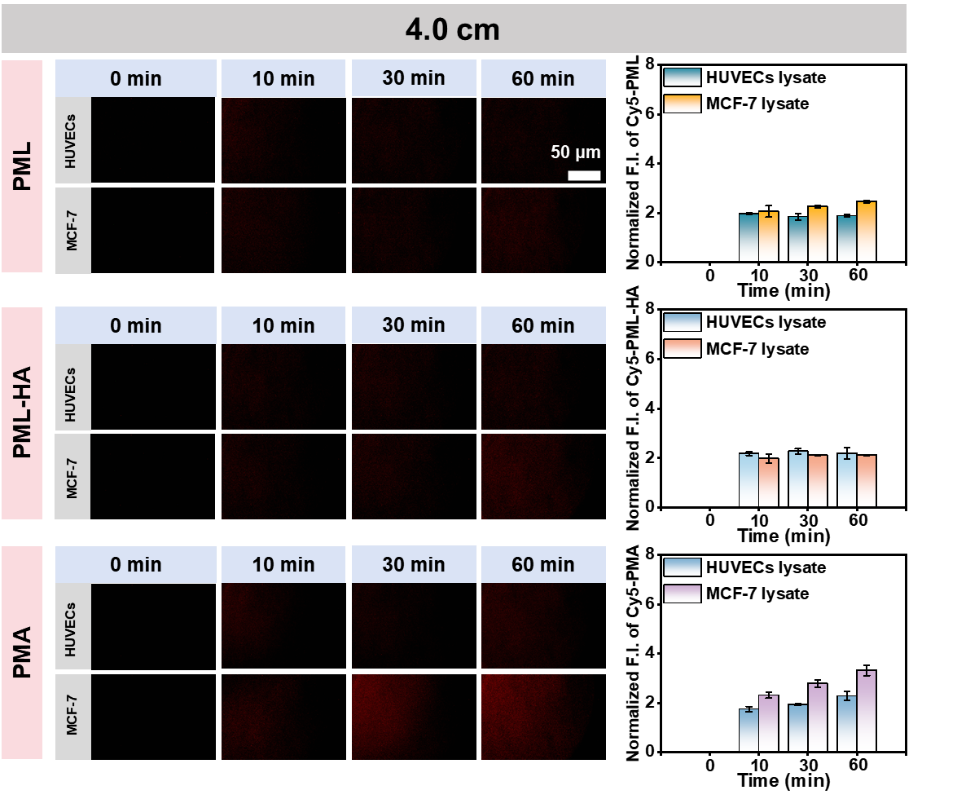 4.0 cm
PML
0 min 10 min 30 min 60 min
HUVECs
50 µm
MCF-7
Normalized F.I. of Cy5-PML
8
6
4
2
0
HUVECs lysate
MCF-7 lysate
0 10 30 60
Time (min)
PML-HA
0 min 10 min 30 min 60 min
HUVECs
MCF-7
Normalized F.I. of Cy5-PML-HA
8
6
4
2
0
HUVECs lysate
MCF-7 lysate
0 10 30 60
Time (min)
PMA
0 min 10 min 30 min 60 min
HUVECs
MCF-7
Normalized F.I. of Cy5-PMA
8
6
4
2
0
HUVECs lysate
MCF-7 lysate
0 10 30 60
Time (min)